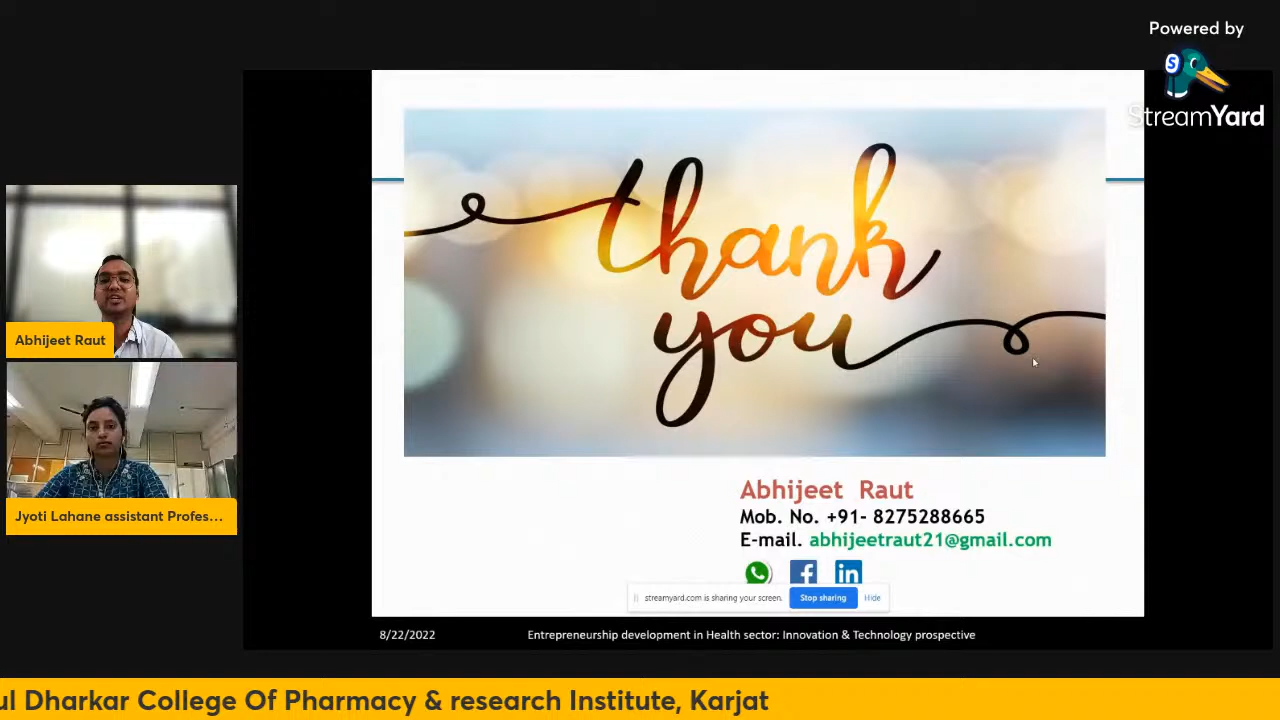 Powered by
S
StreamYard
thank
you
Abhijeet Raut
Jyoti Lahane assistant Profes...
Abhijeet Raut
Mob. No. +91- 8275288665
E-mail. abhijeetraut21@gmail.com
f in
streamyard.com is sharing your screen. Stop sharing Hide
8/22/2022 Entrepreneurship development in Health sector: Innovation & Technology prospective
ul Dharkar College Of Pharmacy & research Institute, Karjat